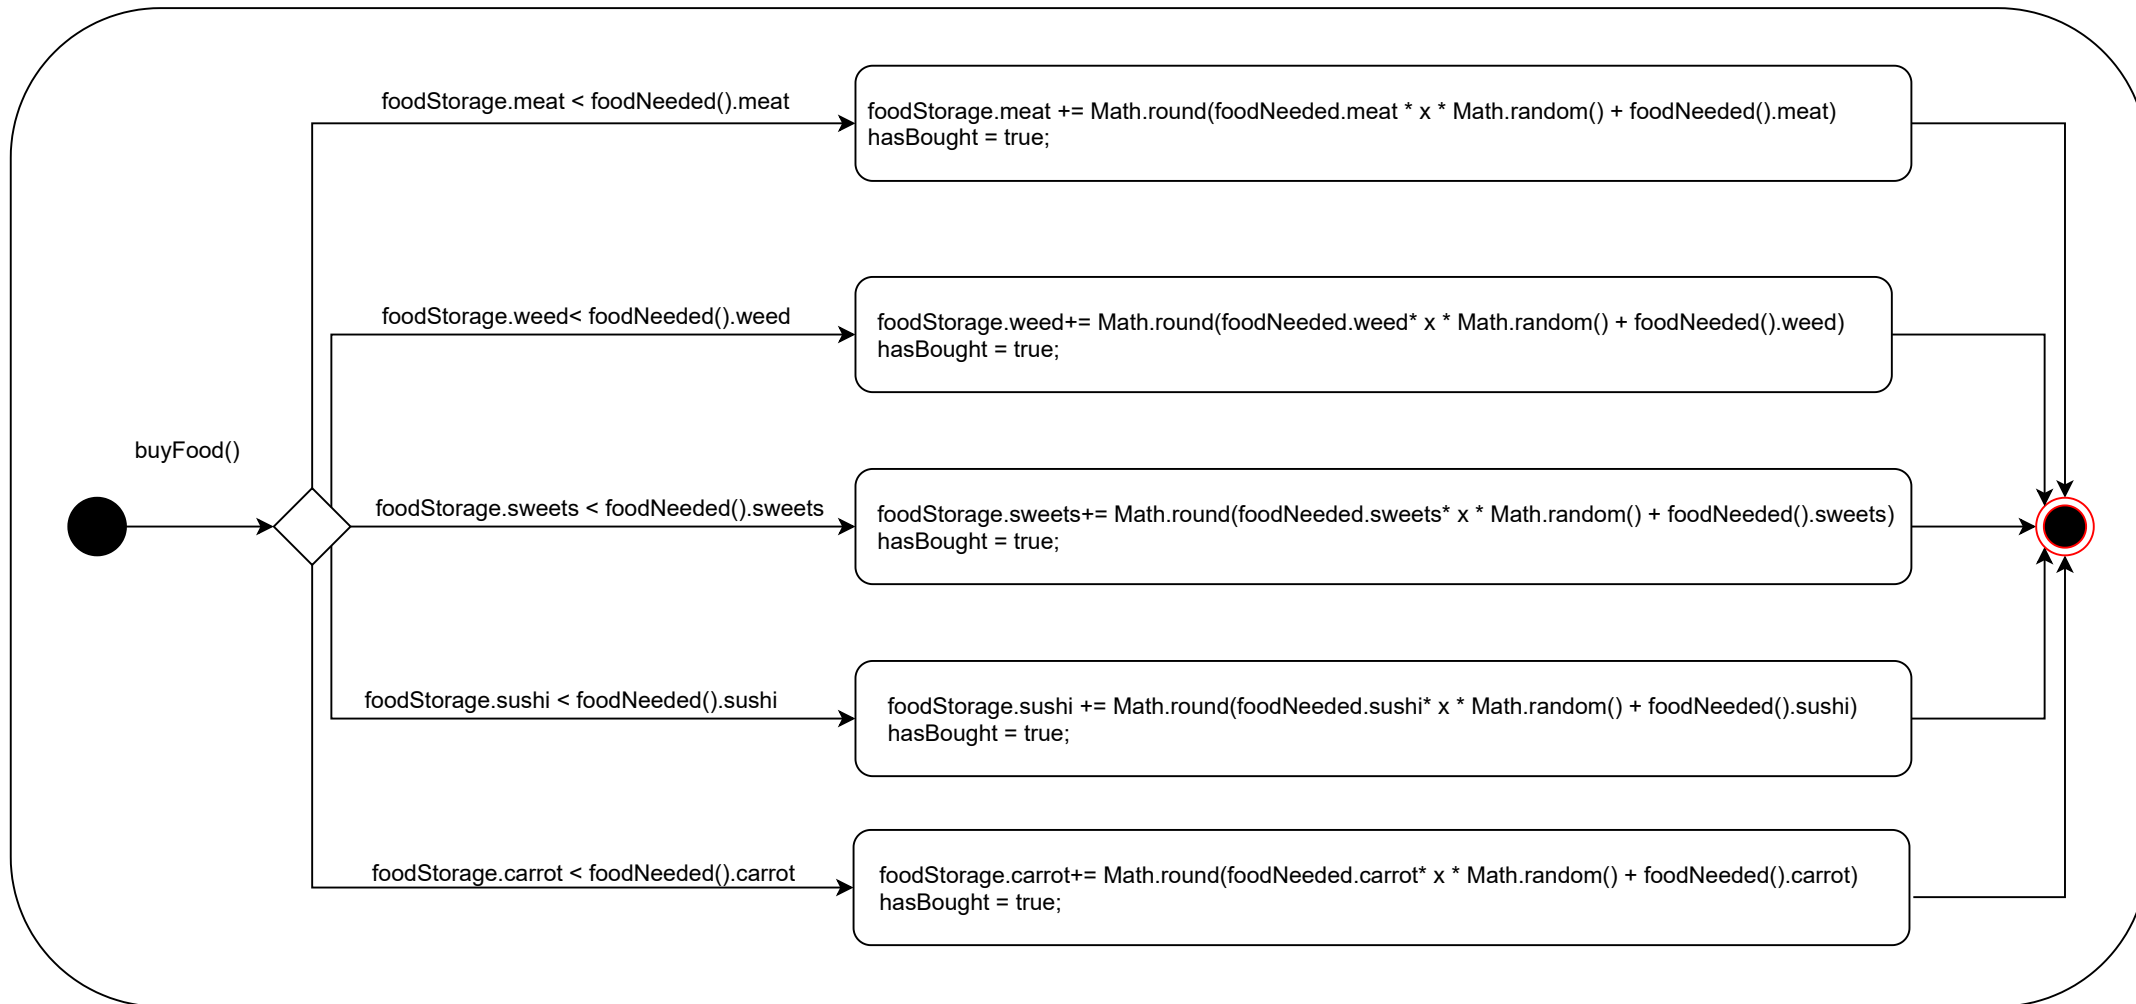 foodStorage.meat < foodNeeded().meat
foodStorage.meat += Math.round(foodNeeded.meat * x * Math.random() + foodNeeded().meat)
hasBought = true;
foodStorage.weed< foodNeeded().weed
foodStorage.weed+= Math.round(foodNeeded.weed* x * Math.random() + foodNeeded().weed)
hasBought = true;
buyFood()
foodStorage.sweets < foodNeeded().sweets
foodStorage.sweets+= Math.round(foodNeeded.sweets* x * Math.random() + foodNeeded().sweets)
hasBought = true;
foodStorage.sushi < foodNeeded().sushi
foodStorage.sushi += Math.round(foodNeeded.sushi* x * Math.random() + foodNeeded().sushi)
hasBought = true;
foodStorage.carrot < foodNeeded().carrot
foodStorage.carrot+= Math.round(foodNeeded.carrot* x * Math.random() + foodNeeded().carrot)
hasBought = true;